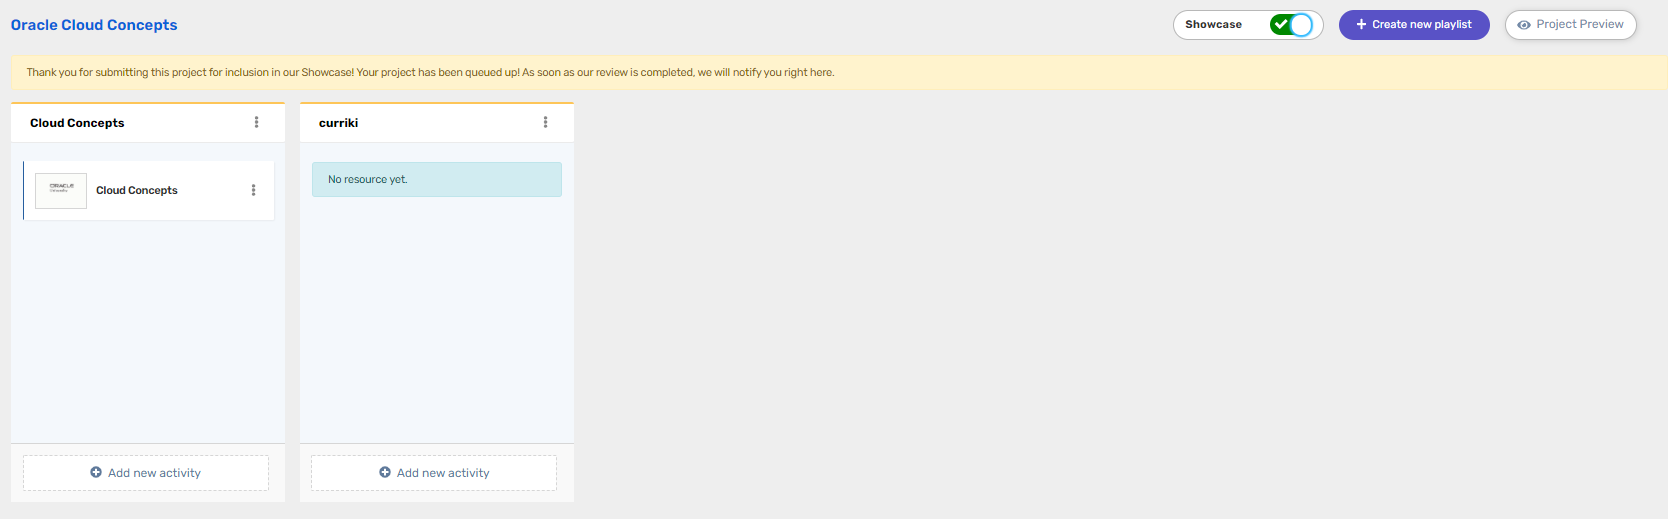 Oracle Cloud Concepts
Showcase
Create new playlist
Project Preview
Thank you for submitting this project for inclusion in our Showcase! Your project has been queued up! As soon as our review is completed, we will notify you right here.
Cloud Concepts
curriki
ORACLE
Cloud Concepts
No resource yet.
Add new activity
Add new activity